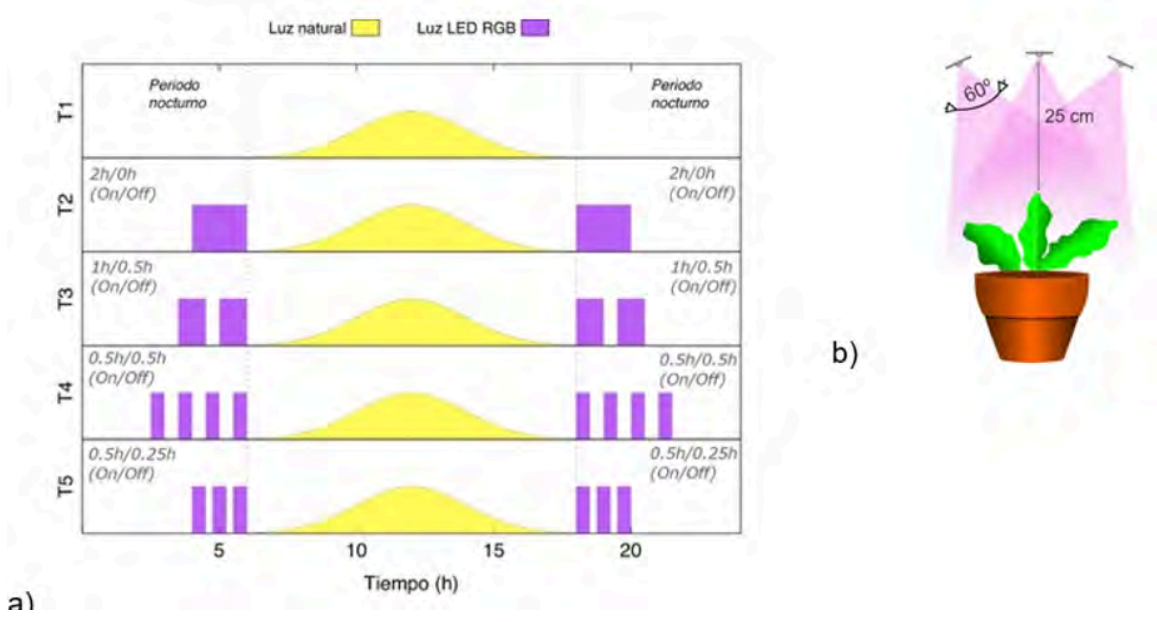 Luz natural
Luz LED RGB
Periodo
nocturno
Periodo
nocturno
T1
2h/0h
(On/Off)
2h/0h
(On/Off)
T2
1h/0.5h
(On/Off)
1h/0.5h
(On/Off)
T3
0.5h/0.5h
(On/Off)
0.5h/0.5h
(On/Off)
T4
0.5h/0.25h
(On/Off)
0.5h/0.25h
(On/Off)
T5
5
10
15
20
Tiempo (h)
a)
60º
25 cm
b)